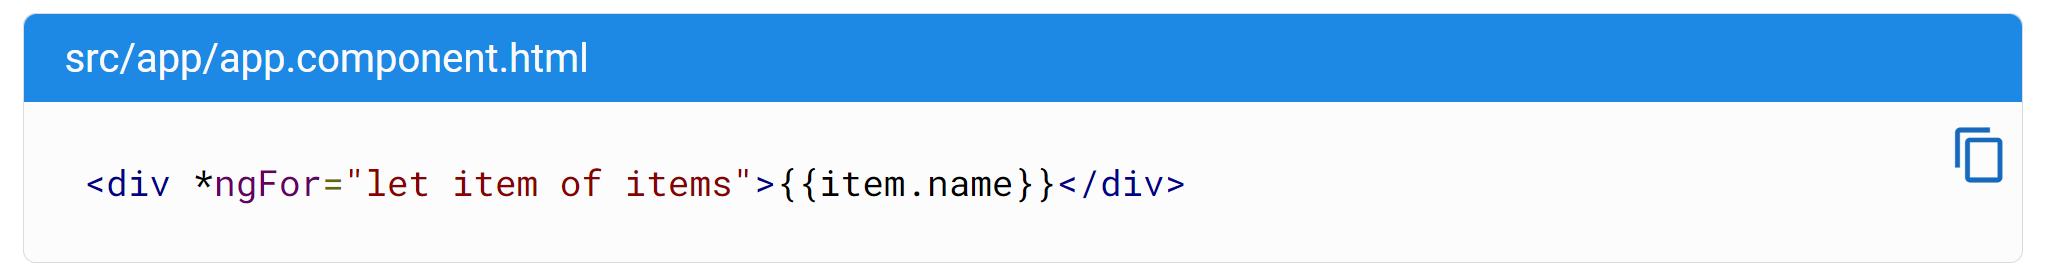 src/app/app.component.html
<div *ngFor="let item of items">{{item.name}}</div>